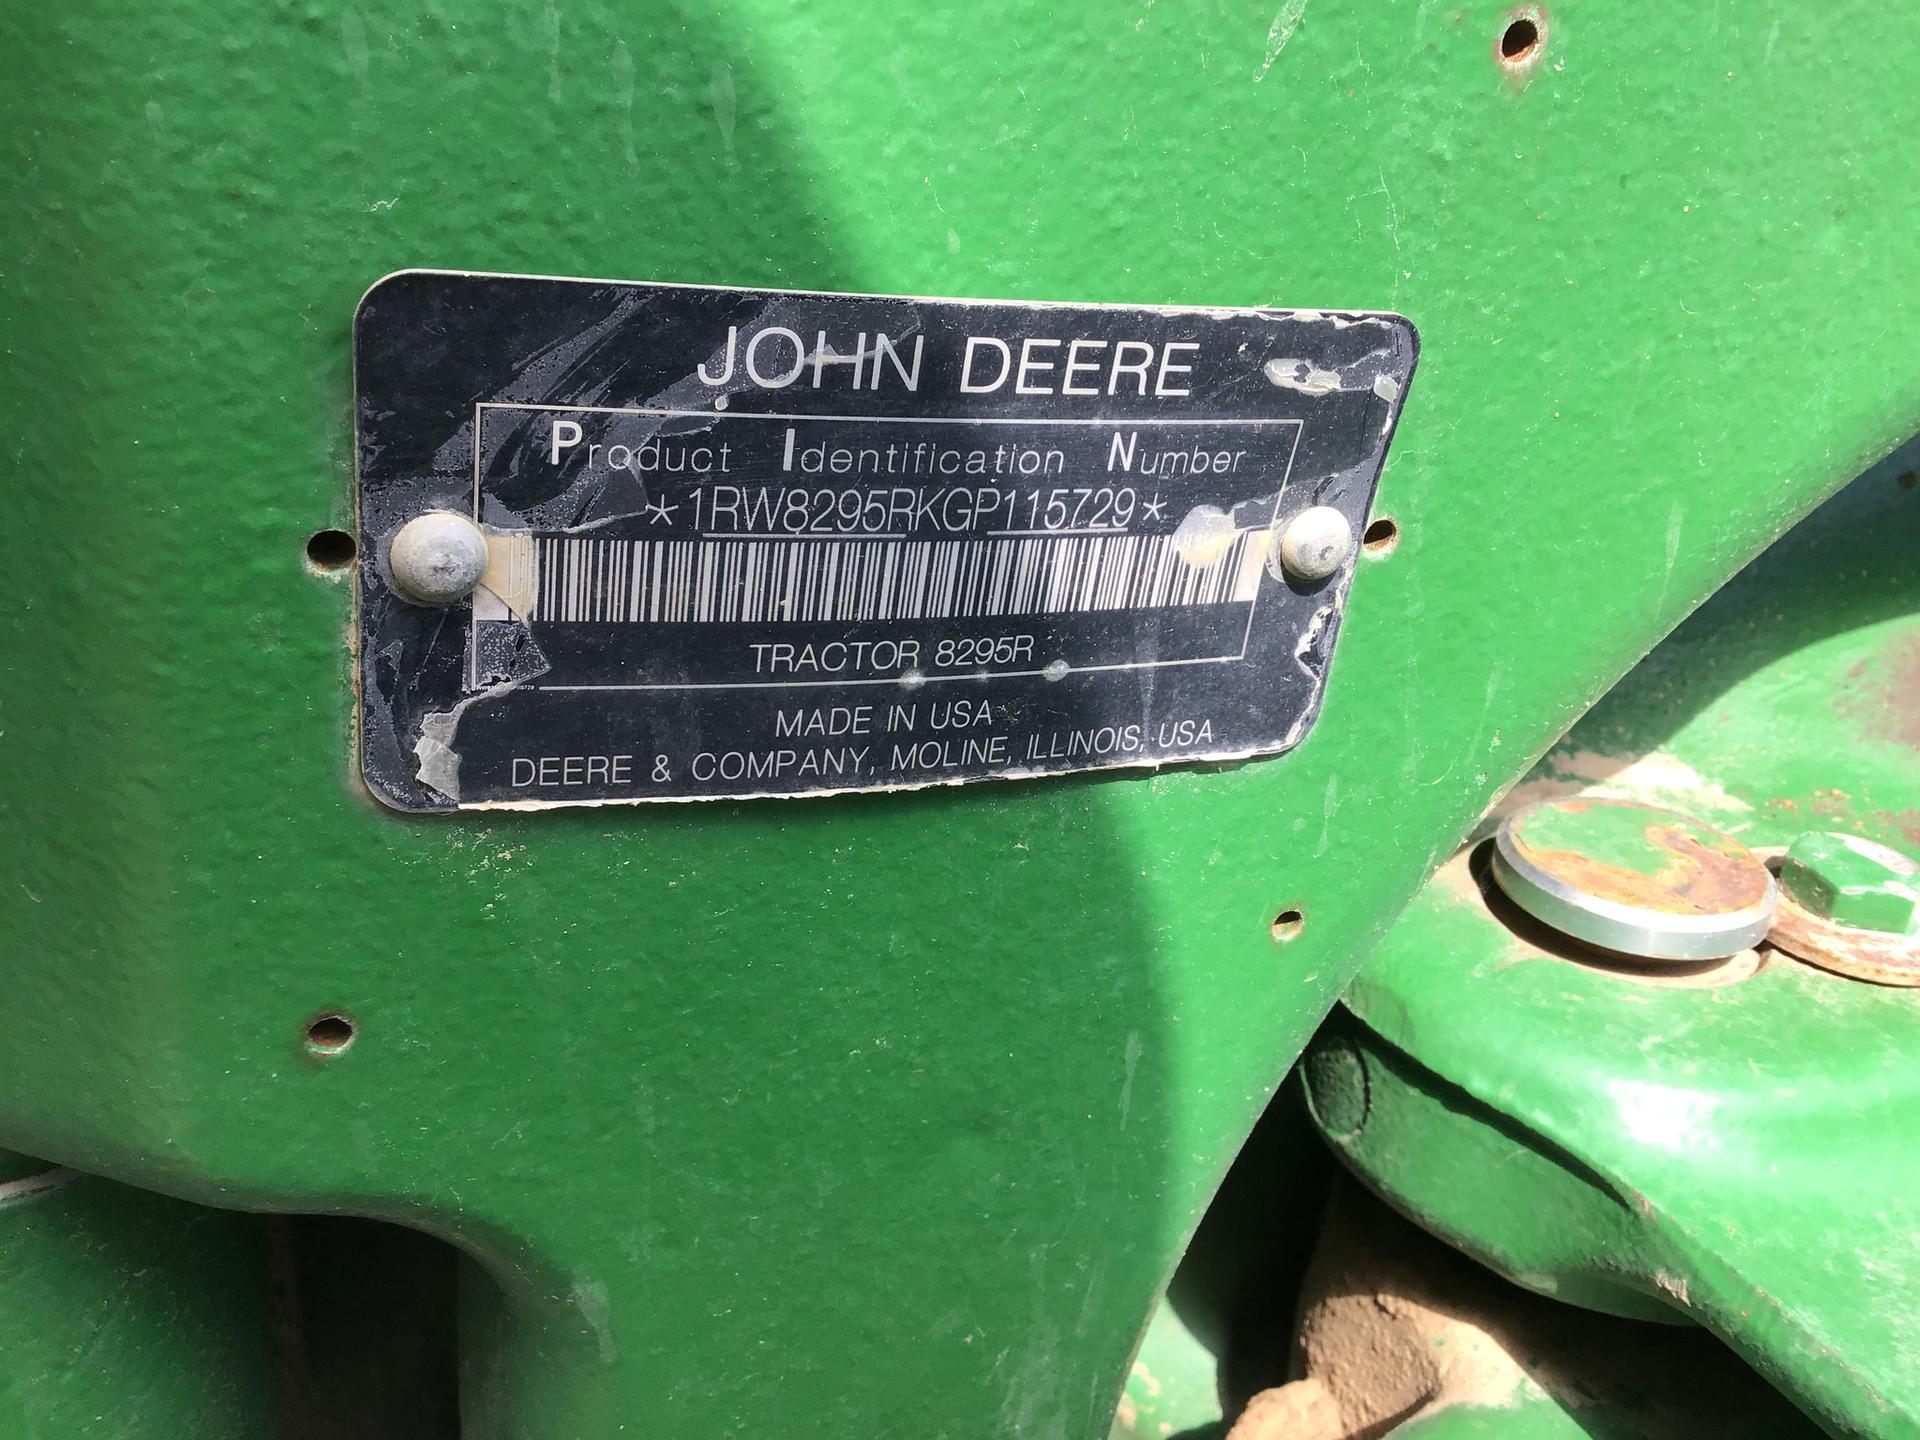 JOHN DEERE
Product Identification Number
*1RW8295RKGP115729*
TRACTOR 8295R
MADE IN USA
DEERE & COMPANY, MOLINE, ILLINOIS, USA